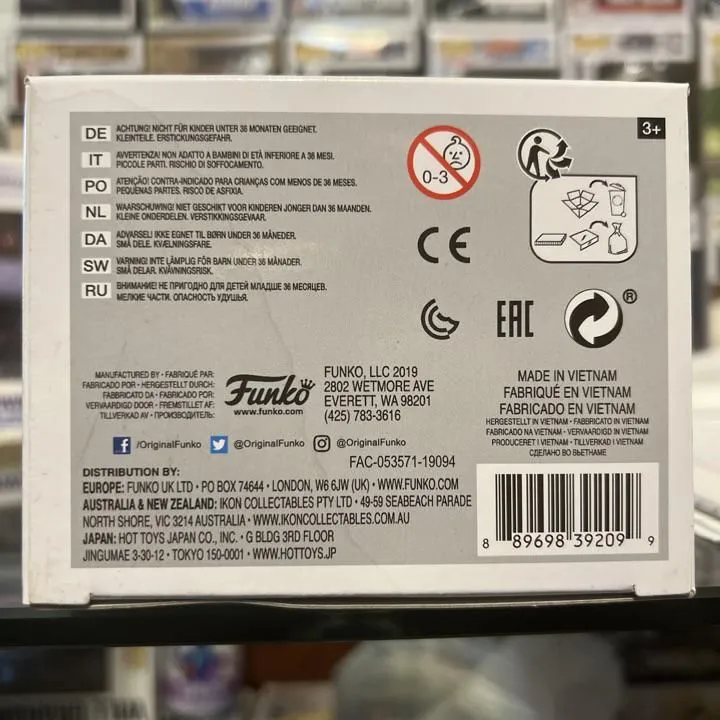 DE ACHTUNG! NICHT FÜR KINDER UNTER 36 MONATEN GEEIGNET.
KLEINTEILE. ERSTICKUNGSGEFAHR.
IT AVVERTENZA! NON ADATTO A BAMBINI DI ETÀ INFERIORE A 36 MESI.
PICCOLE PARTI. RISCHIO DI SOFFOCAMENTO.
PO ATENÇÃO! CONTRA-INDICADO PARA CRIANÇAS COM MENOS DE 36 MESES.
PEQUENAS PARTES. RISCO DE ASFIXIA.
NL WAARSCHUWING! NIET GESCHIKT VOOR KINDEREN JONGER DAN 36 MAANDEN.
KLEINE ONDERDELEN. VERSTIKKINGSGEVAAR.
DA ADVARSEL! IKKE EGNET TIL BØRN UNDER 36 MÅNEDER.
SMÅ DELE. KVÆLNINGSFARE.
SW VARNING! INTE LÄMPLIG FÖR BARN UNDER 36 MÅNADER.
SMÅ DELAR. KVÄVNINGSRISK.
RU ВНИМАНИЕ! НЕ ПРИГОДНО ДЛЯ ДЕТЕЙ МЛАДШЕ 36 МЕСЯЦЕВ.
МЕЛКИЕ ЧАСТИ. ОПАСНОСТЬ УДУШЬЯ.
0-3
3+
CE
EAC
®
MANUFACTURED BY • FABRIQUÉ PAR:
FABRICADO POR • HERGESTELLT DURCH:
FABBRICATO DA • FABRICADO POR:
VERVAARDIGD DOOR • FREMSTILLET AF:
TILLVERKAD AV • ПРОИЗВОДИТЕЛЬ:
Funko
www.funko.com
FUNKO, LLC 2019
2802 WETMORE AVE
EVERETT, WA 98201
(425) 783-3616
MADE IN VIETNAM
FABRIQUÉ EN VIETNAM
FABRICADO EN VIETNAM
HERGESTELLT IN VIETNAM • FABBRICATO IN VIETNAM
FABRICADO NA VIETNAM • VERVAARDIGD IN VIETNAM
PRODUCERET I VIETNAM • TILLVERKAD I VIETNAM
СДЕЛАНО ВО ВЬЕТНАМЕ
f /OriginalFunko @OriginalFunko @OriginalFunko
FAC-053571-19094
DISTRIBUTION BY:
EUROPE: FUNKO UK LTD • PO BOX 74644 • LONDON, W6 6JW (UK) • WWW.FUNKO.COM
AUSTRALIA & NEW ZEALAND: IKON COLLECTABLES PTY LTD • 49-59 SEABEACH PARADE
NORTH SHORE, VIC 3214 AUSTRALIA • WWW.IKONCOLLECTABLES.COM.AU
JAPAN: HOT TOYS JAPAN CO., INC. • G BLDG 3RD FLOOR
JINGUMAE 3-30-12 • TOKYO 150-0001 • WWW.HOTTOYS.JP
8 89698 39209 9